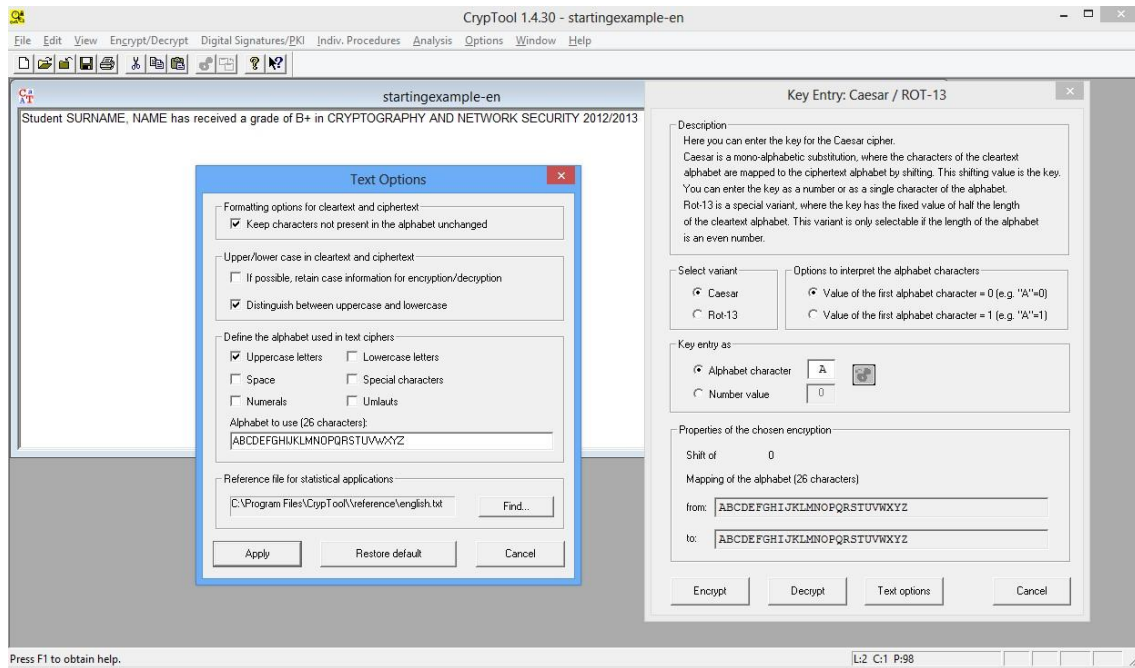 CrypTool 1.4.30 - startingexample-en
File Edit View Encrypt/Decrypt Digital Signatures/PKI Indiv. Procedures Analysis Options Window Help
startingexample-en
Student SURNAME, NAME has received a grade of B+ in CRYPTOGRAPHY AND NETWORK SECURITY 2012/2013
Text Options
Formatting options for cleartext and ciphertext
Keep characters not present in the alphabet unchanged
Upper/lower case in cleartext and ciphertext
If possible, retain case information for encryption/decryption
Distinguish between uppercase and lowercase
Define the alphabet used in text ciphers
Uppercase letters Lowercase letters
Space Special characters
Numerals Umlauts
Alphabet to use (26 characters):
ABCDEFGHIJKLMNOPQRSTUVWXYZ
Reference file for statistical applications
C:\Program Files\CrypTool\\reference\english.txt Find...
Apply Restore default Cancel
Key Entry: Caesar / ROT-13
Description
Here you can enter the key for the Caesar cipher.
Caesar is a mono-alphabetic substitution, where the characters of the cleartext
alphabet are mapped to the ciphertext alphabet by shifting. This shifting value is the key.
You can enter the key as a number or as a single character of the alphabet.
Rot-13 is a special variant, where the key has the fixed value of half the length
of the cleartext alphabet. This variant is only selectable if the length of the alphabet
is an even number.
Select variant Options to interpret the alphabet characters
Caesar Value of the first alphabet character = 0 (e.g. "A"=0)
Rot-13 Value of the first alphabet character = 1 (e.g. "A"=1)
Key entry as
Alphabet character A
Number value 0
Properties of the chosen encryption
Shift of 0
Mapping of the alphabet (26 characters)
from: ABCDEFGHIJKLMNOPQRSTUVWXYZ
to: ABCDEFGHIJKLMNOPQRSTUVWXYZ
Encrypt Decrypt Text options Cancel
Press F1 to obtain help. L:2 C:1 P:98